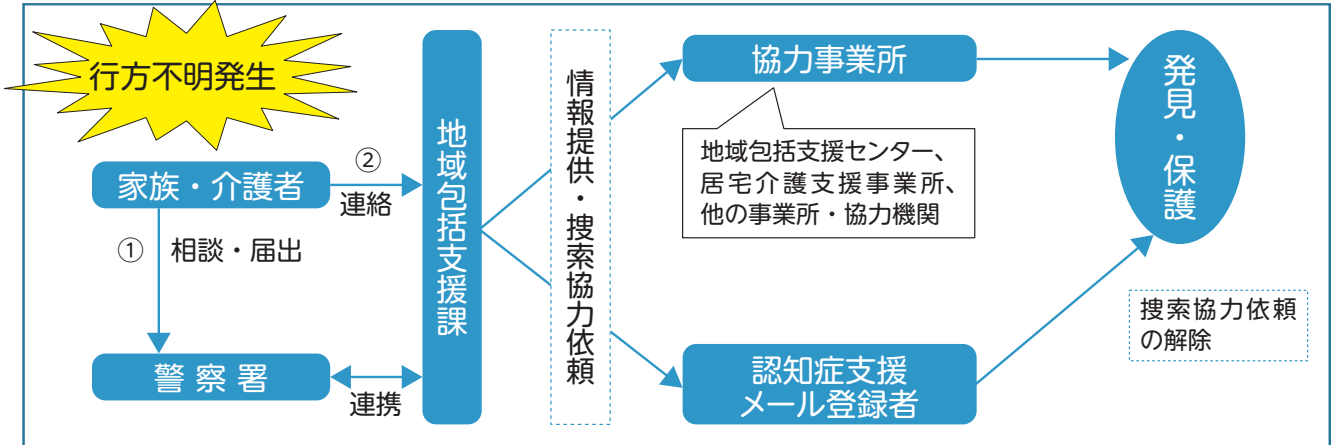 行方不明発生
家族・介護者
②
連絡
①
相談・届出
警察署
連携
地域包括支援課
情報提供・捜索協力依頼
協力事業所
地域包括支援センター、
居宅介護支援事業所、
他の事業所・協力機関
認知症支援
メール登録者
発見・保護
捜索協力依頼
の解除